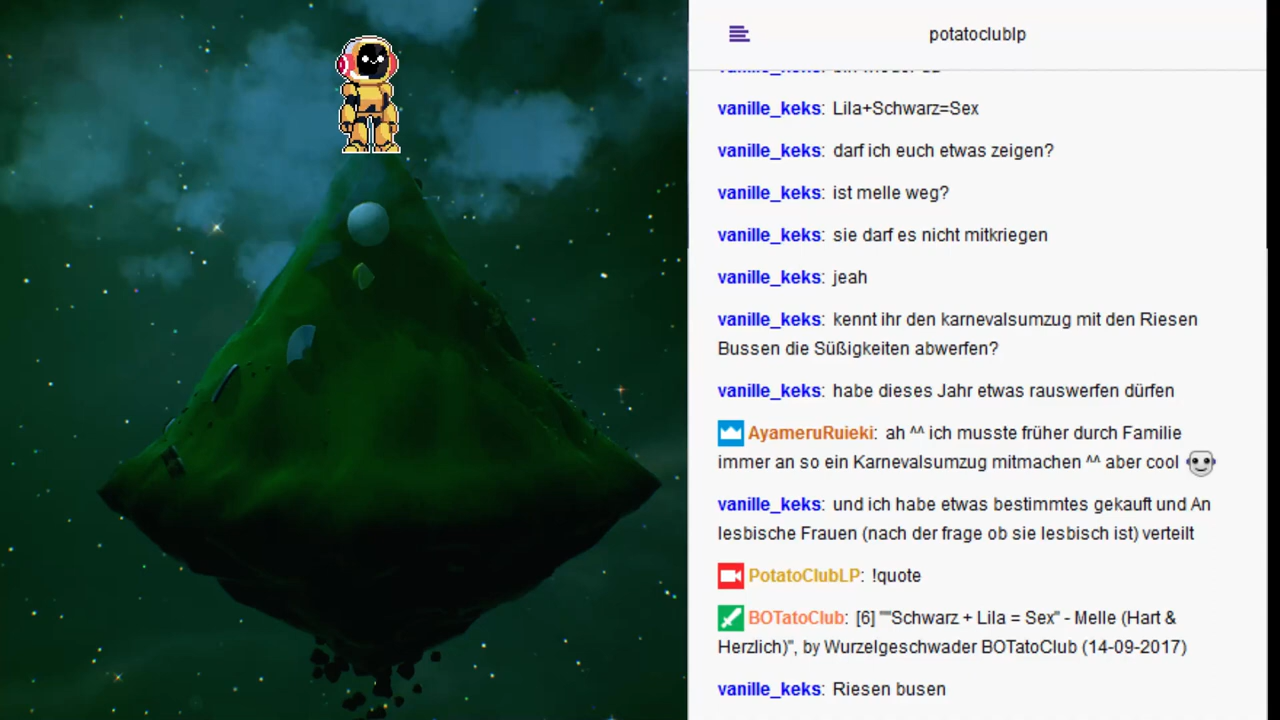 potatoclublp
vanille_keks: Lila+Schwarz=Sex
vanille_keks: darf ich euch etwas zeigen?
vanille_keks: ist melle weg?
vanille_keks: sie darf es nicht mitkriegen
vanille_keks: jeah
vanille_keks: kennt ihr den karnevalsumzug mit den Riesen
Bussen die Süßigkeiten abwerfen?
vanille_keks: habe dieses Jahr etwas rauswerfen dürfen
AyameruRuieki: ah ^^ ich musste früher durch Familie
immer an so ein Karnevalsumzug mitmachen ^^ aber cool
vanille_keks: und ich habe etwas bestimmtes gekauft und An
lesbische Frauen (nach der frage ob sie lesbisch ist) verteilt
PotatoClubLP: !quote
BOTatoClub: [6] ""Schwarz + Lila = Sex" - Melle (Hart &
Herzlich)", by Wurzelgeschwader BOTatoClub (14-09-2017)
vanille_keks: Riesen busen